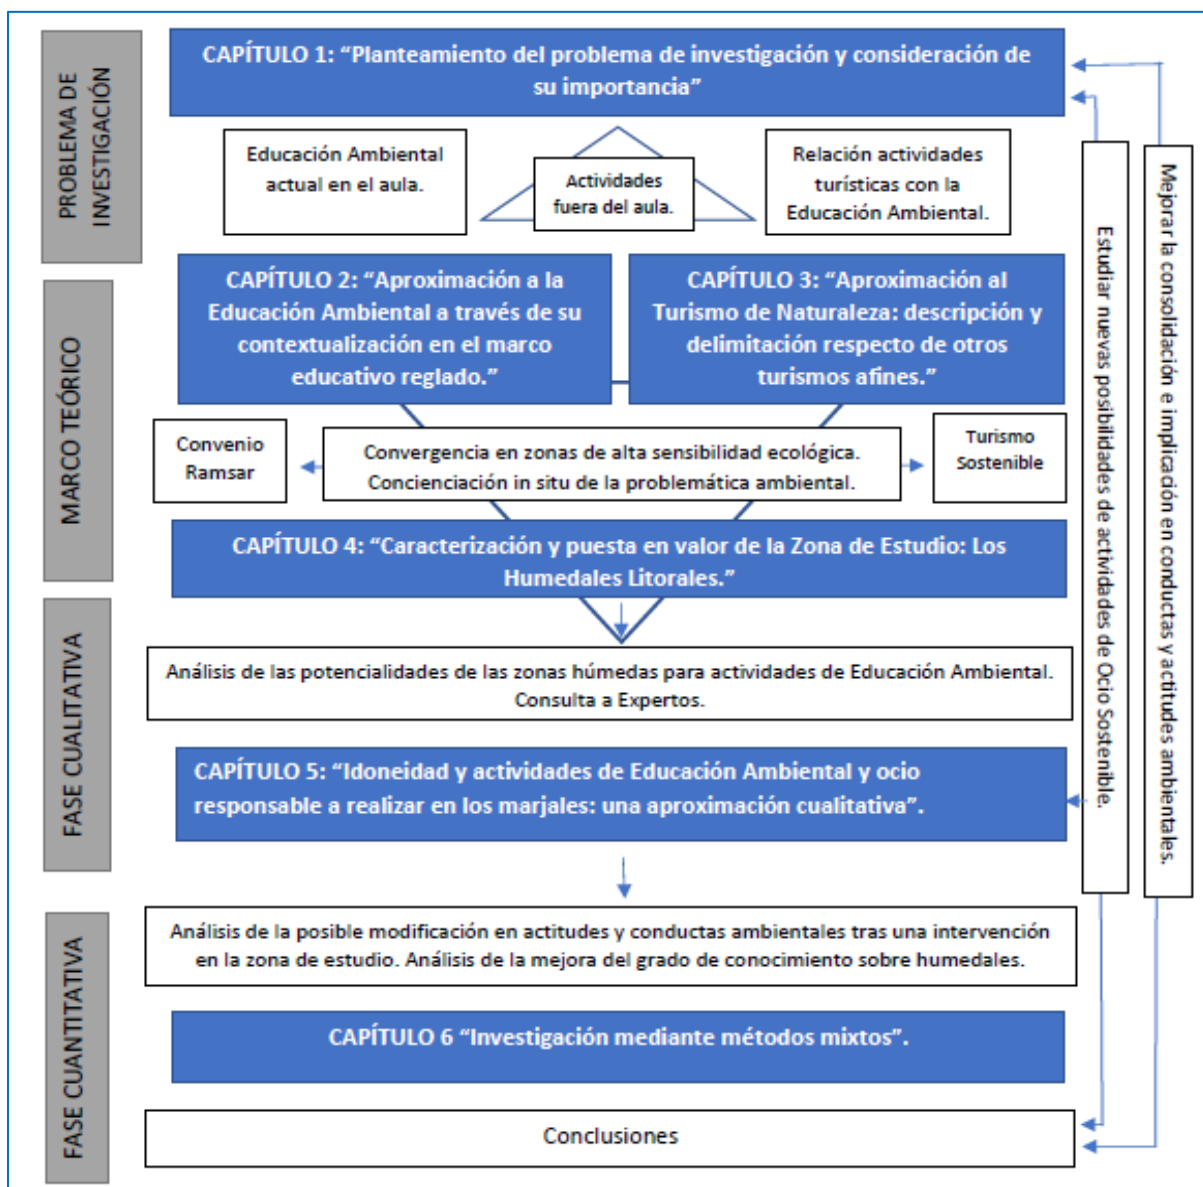 PROBLEMA DE
INVESTIGACIÓN
CAPÍTULO 1: “Planteamiento del problema de investigación y consideración de
su importancia”
Educación Ambiental
actual en el aula.
Actividades
fuera del aula.
Relación actividades
turísticas con la
Educación Ambiental.
MARCO TEÓRICO
CAPÍTULO 2: “Aproximación a la
Educación Ambiental a través de su
contextualización en el marco
educativo reglado.”
CAPÍTULO 3: “Aproximación al
Turismo de Naturaleza: descripción y
delimitación respecto de otros
turismos afines.”
Convenio
Ramsar
Convergencia en zonas de alta sensibilidad ecológica.
Concienciación in situ de la problemática ambiental.
Turismo
Sostenible
CAPÍTULO 4: “Caracterización y puesta en valor de la Zona de Estudio: Los
Humedales Litorales.”
FASE CUALITATIVA
Análisis de las potencialidades de las zonas húmedas para actividades de Educación Ambiental.
Consulta a Expertos.
CAPÍTULO 5: “Idoneidad y actividades de Educación Ambiental y ocio
responsable a realizar en los marjales: una aproximación cualitativa”.
FASE CUANTITATIVA
Análisis de la posible modificación en actitudes y conductas ambientales tras una intervención
en la zona de estudio. Análisis de la mejora del grado de conocimiento sobre humedales.
CAPÍTULO 6 “Investigación mediante métodos mixtos”.
Conclusiones
Estudiar nuevas posibilidades de actividades de Ocio Sostenible.
Mejorar la consolidación e implicación en conductas y actitudes ambientales.